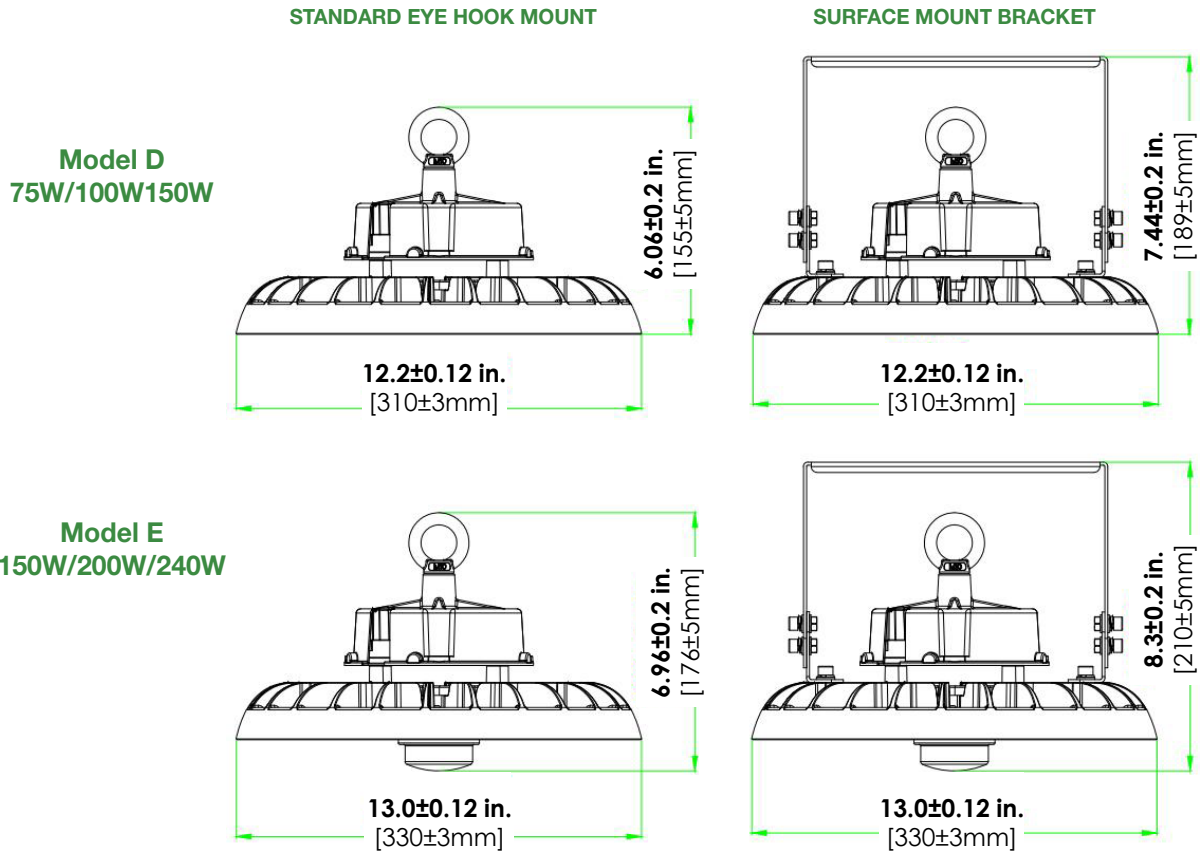 STANDARD EYE HOOK MOUNT
SURFACE MOUNT BRACKET
Model D
75W/100W150W
6.06±0.2 in.
[155±5mm]
7.44±0.2 in.
[189±5mm]
12.2±0.12 in.
[310±3mm]
12.2±0.12 in.
[310±3mm]
Model E
150W/200W/240W
6.96±0.2 in.
[176±5mm]
8.3±0.2 in.
[210±5mm]
13.0±0.12 in.
[330±3mm]
13.0±0.12 in.
[330±3mm]